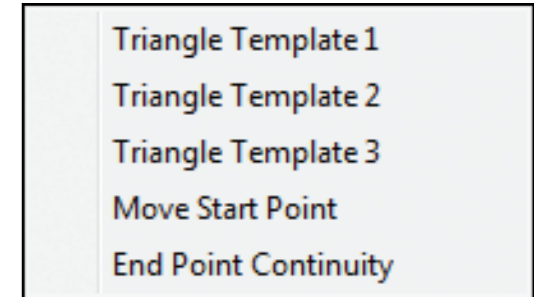 Triangle Template 1
Triangle Template 2
Triangle Template 3
Move Start Point
End Point Continuity